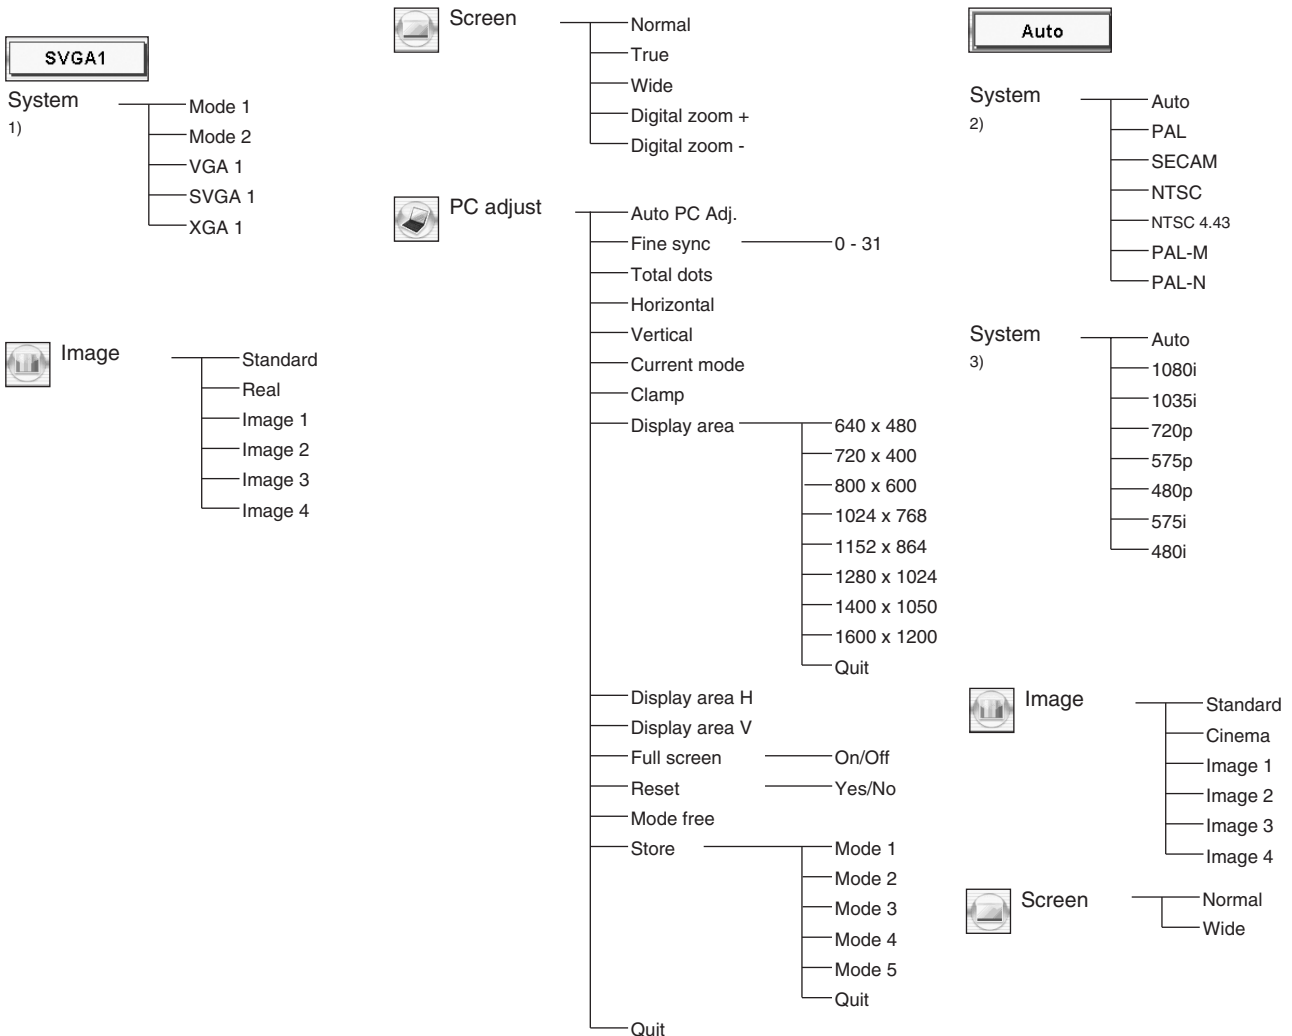 SVGA1
System
1)
Mode 1
Mode 2
VGA 1
SVGA 1
XGA 1
Image
Standard
Real
Image 1
Image 2
Image 3
Image 4
Screen
Normal
True
Wide
Digital zoom +
Digital zoom -
PC adjust
Auto PC Adj.
Fine sync
0 - 31
Total dots
Horizontal
Vertical
Current mode
Clamp
Display area
640 x 480
720 x 400
800 x 600
1024 x 768
1152 x 864
1280 x 1024
1400 x 1050
1600 x 1200
Quit
Display area H
Display area V
Full screen
On/Off
Reset
Yes/No
Mode free
Store
Mode 1
Mode 2
Mode 3
Mode 4
Mode 5
Quit
Quit
Auto
System
2)
Auto
PAL
SECAM
NTSC
NTSC 4.43
PAL-M
PAL-N
System
3)
Auto
1080i
1035i
720p
575p
480p
575i
480i
Image
Standard
Cinema
Image 1
Image 2
Image 3
Image 4
Screen
Normal
Wide